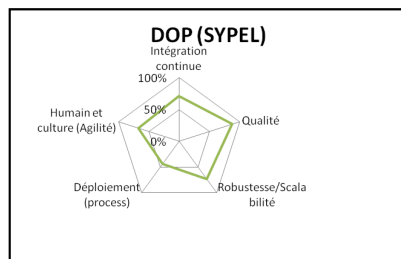 DOP (SYPEL)
Intégration
continue
100%
50%
0%
Humain et
culture (Agilité)
Qualité
Déploiement
(process)
Robustesse/Scala
bilité